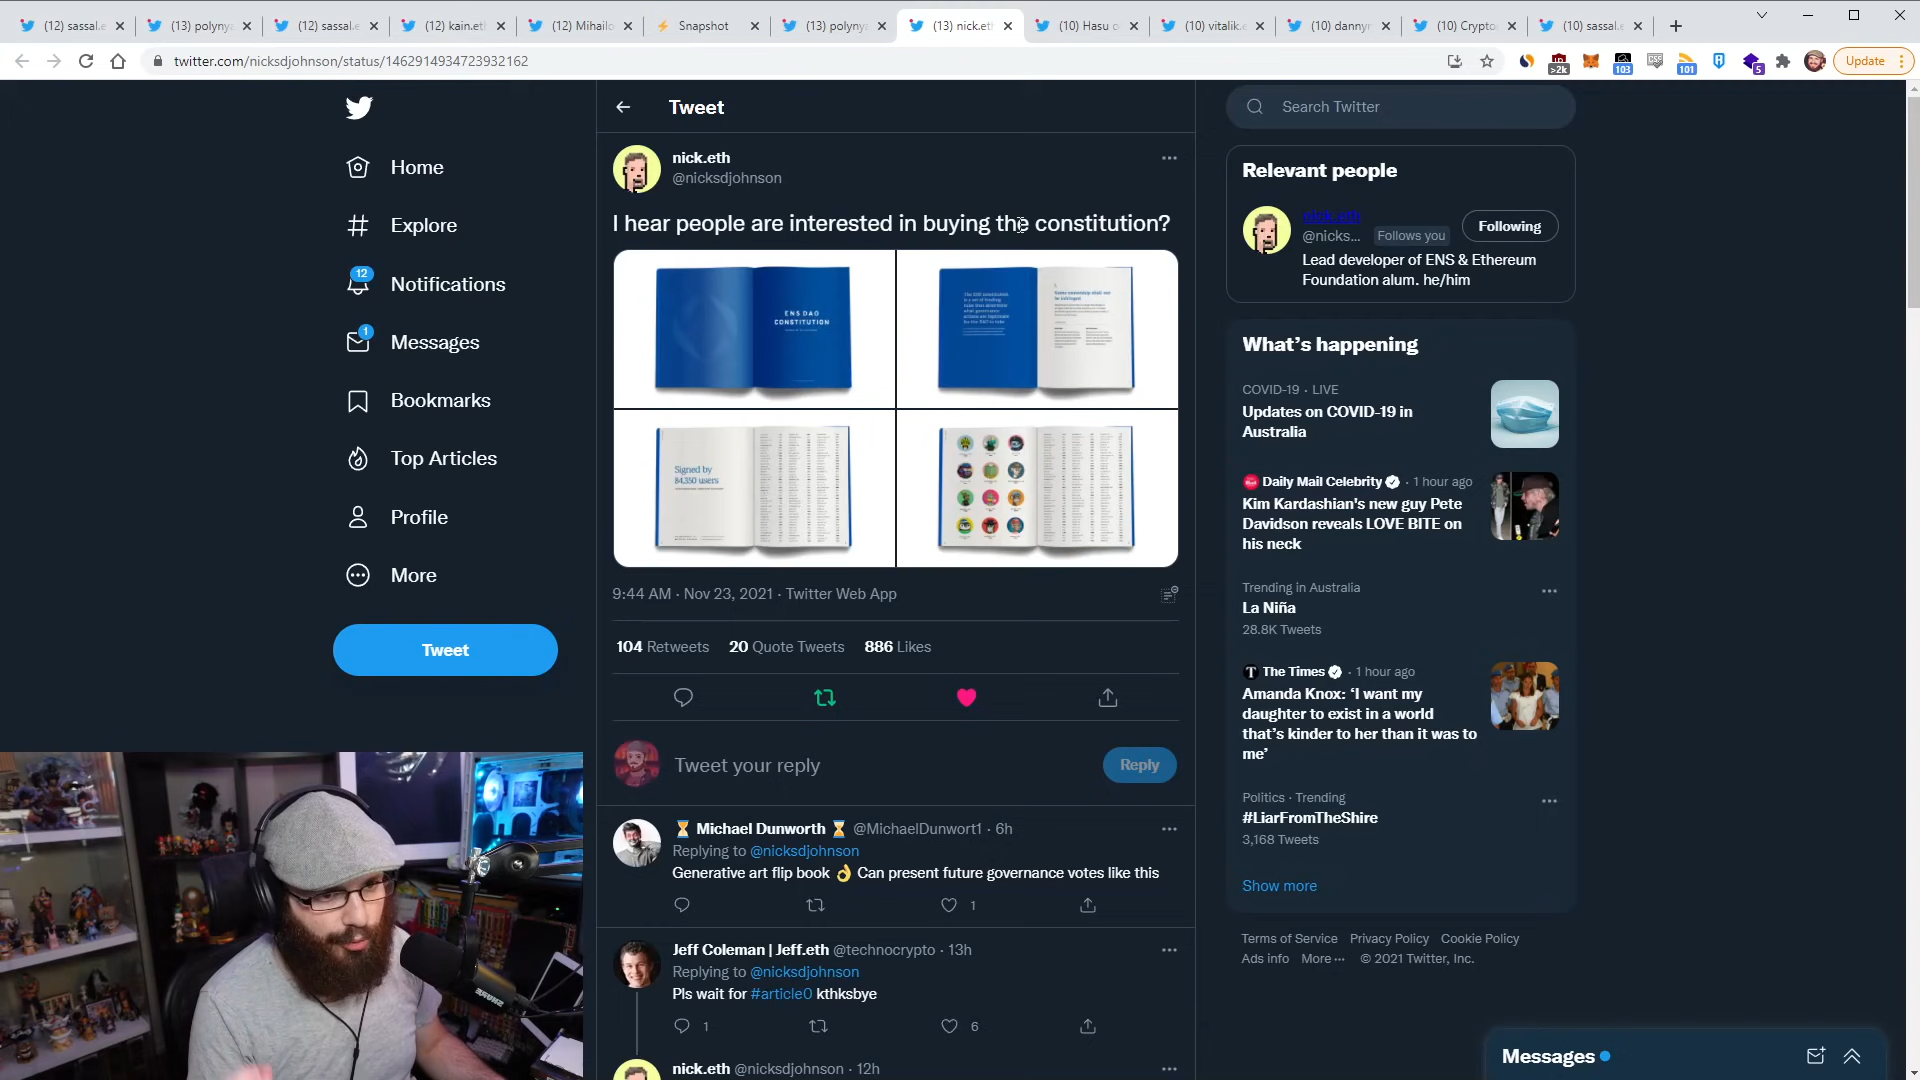 (12) sassal.e
(13) polyny
(12) sassal.e
(12) kain.et
(12) Mihailo
Snapshot
(13) polyny
(13) nick.et
(10) Hasu
(10) vitalik.e
(10) dannyr
(10) Crypto
(10) sassal.e
twitter.com/nicksdjohnson/status/1462914934723932162
>2k
103
CSE
101
5
Update
Home
Explore
12
Notifications
1
Messages
Bookmarks
Top Articles
Profile
More
Tweet
Tweet
nick.eth
@nicksdjohnson
I hear people are interested in buying the constitution?
ENS DAO
CONSTITUTION
Signed by
84,350 users
9:44 AM · Nov 23, 2021 · Twitter Web App
104 Retweets 20 Quote Tweets 886 Likes
Tweet your reply
Reply
Michael Dunworth @MichaelDunwort1 · 6h
Replying to @nicksdjohnson
Generative art flip book 👌 Can present future governance votes like this
1
Jeff Coleman | Jeff.eth @technocrypto · 13h
Replying to @nicksdjohnson
Pls wait for #article0 kthksbye
1
6
nick.eth @nicksdjohnson · 12h
Search Twitter
Relevant people
nick.eth
@nicks... Follows you
Following
Lead developer of ENS & Ethereum
Foundation alum. he/him
What's happening
COVID-19 · LIVE
Updates on COVID-19 in
Australia
Daily Mail Celebrity · 1 hour ago
Kim Kardashian's new guy Pete
Davidson reveals LOVE BITE on
his neck
Trending in Australia
La Niña
28.8K Tweets
The Times · 1 hour ago
Amanda Knox: ‘I want my
daughter to exist in a world
that's kinder to her than it was to
me’
Politics · Trending
#LiarFromTheShire
3,168 Tweets
Show more
Terms of Service Privacy Policy Cookie Policy
Ads info More ··· © 2021 Twitter, Inc.
Messages